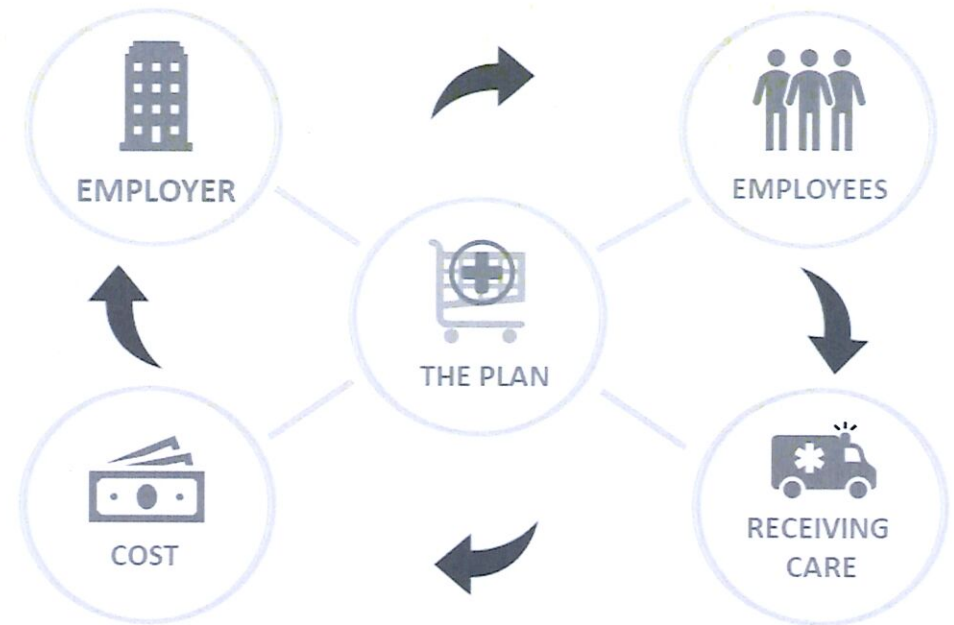 EMPLOYER
EMPLOYEES
THE PLAN
COST
RECEIVING
CARE